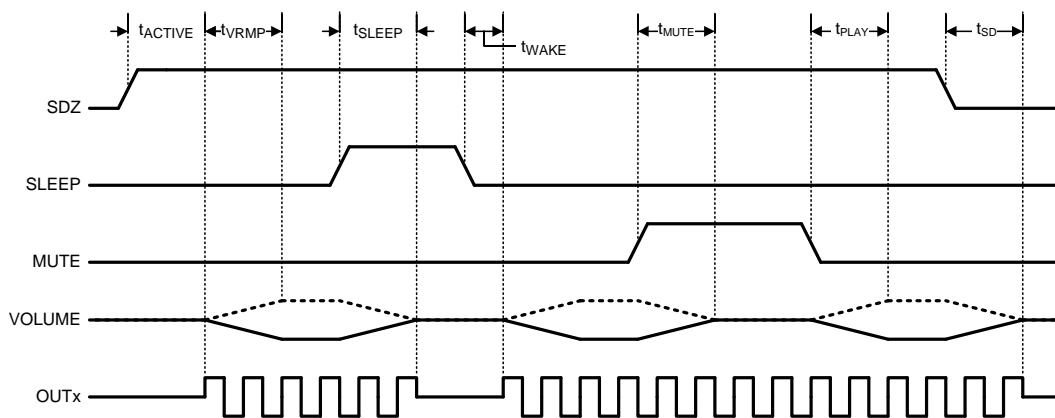 tACTIVE tVRMP tSLEEP tWAKE tMUTE tPLAY tSD
SDZ
SLEEP
MUTE
VOLUME
OUTx